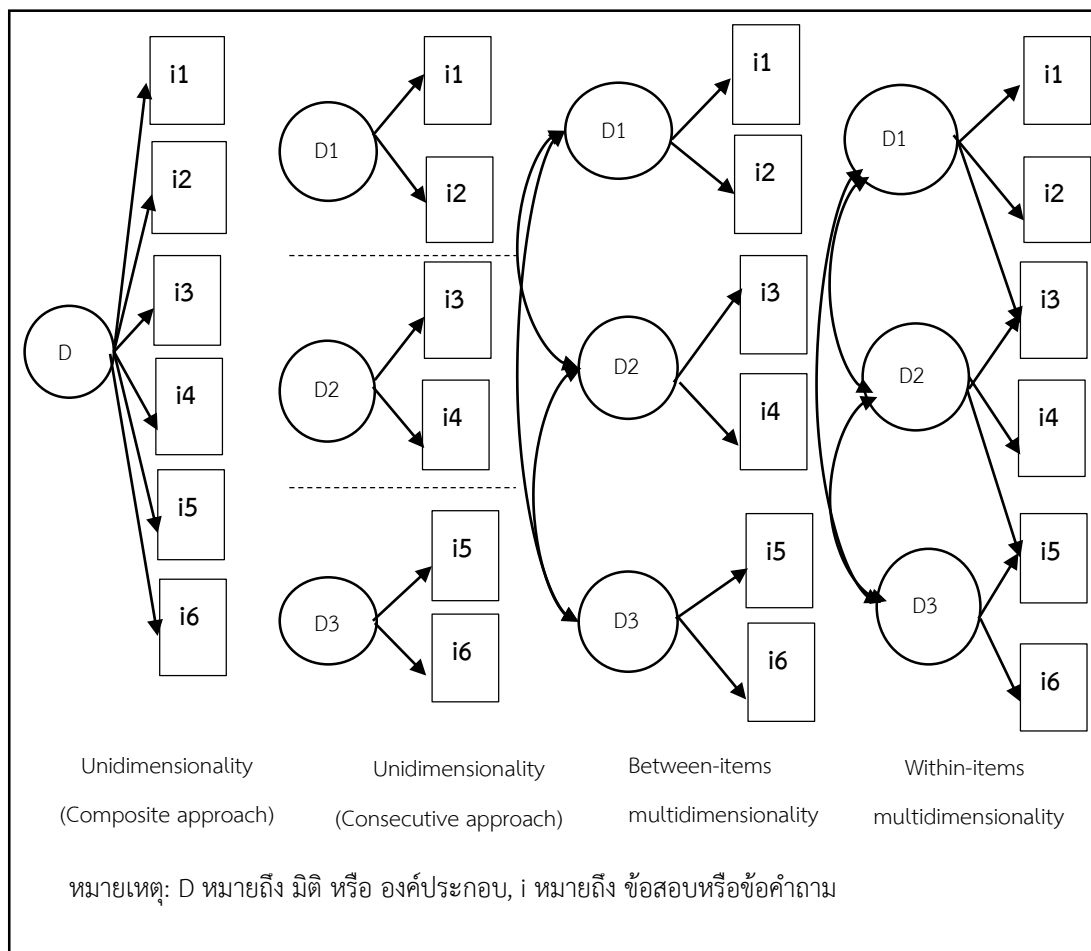 i1
i2
i3
D
i4
i5
i6
D1
i1
i2
D2
i3
i4
D3
i5
i6
D1
i1
i2
D2
i3
i4
D3
i5
i6
D1
i1
i2
i3
D2
i4
i5
D3
i6
Unidimensionality
(Composite approach)
Unidimensionality
(Consecutive approach)
Between-items
multidimensionality
Within-items
multidimensionality
หมายเหตุ: D หมายถึง มิติ หรือ องค์ประกอบ, i หมายถึง ข้อสอบหรือข้อคำถาม